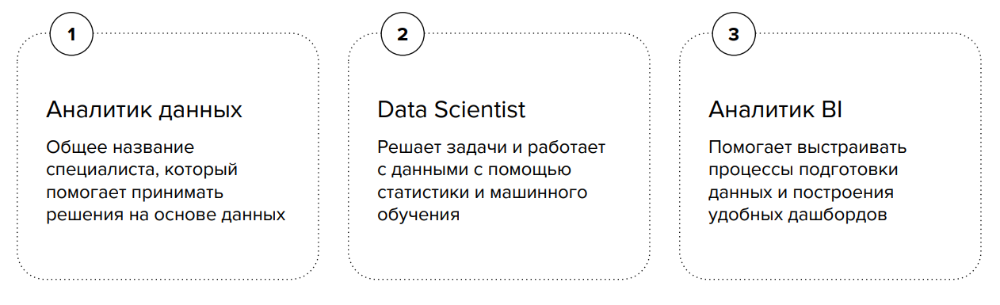 1
Аналитик данных
Общее название
специалиста, который
помогает принимать
решения на основе данных
2
Data Scientist
Решает задачи и работает
с данными с помощью
статистики и машинного
обучения
3
Аналитик BI
Помогает выстраивать
процессы подготовки
данных и построения
удобных дашбордов